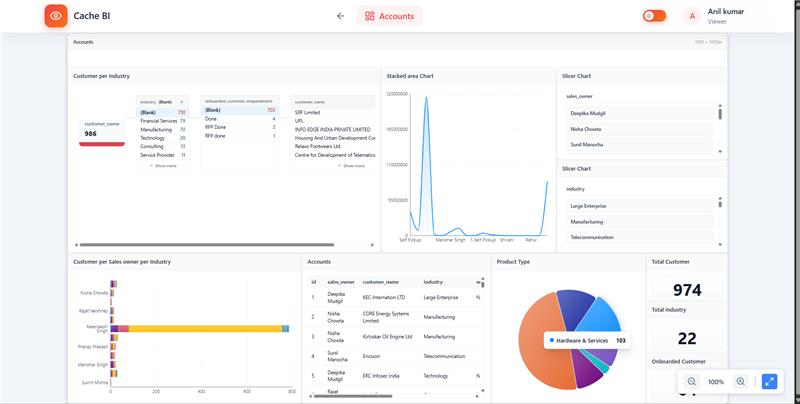 Cache BI
Accounts
Anil kumar
A
Viewer
Accounts
Customer per Industry
customer_name
986
industry (Blank) ×
(Blank) 710
Financial Services 79
Manufacturing 70
Technology 20
Consulting 13
Service Provider 11
Show more
onboarded_customer_empanelment
(Blank) 703
Done 4
RFP Done 2
RFP done 1
customer_name
SRF Limited
UPL
INFO EDGE INDIA PRIVATE LIMITED
Housing And Urban Development Co
Relaxo Footwears Ltd.
Centre for Development of Telematics
Show more
Stacked area Chart
0
Self Pickup
Manohar Singh
1-Self Pickup
Shivani
Rahul
Slicer Chart
sales_owner
Deepika Mudgil
Nisha Chowta
Sunil Manocha
Slicer Chart
industry
Large Enterprise
Manufacturing
Telecommunication
Customer per Sales owner per Industry
Nisha Chowta
Rajat Varshney
Meenakshi
Singh
Pranay Prakash
Manohar Singh
Sumit Mishra
0 200 400 600 800
Accounts
id sales_owner customer_name industry
1 Deepika Mudgil KEC Internation LTD Large Enterprise N
2 Nisha Chowta CORE Energy Systems Limited Manufacturing
3 Nisha Chowta Kirloskar Oil Engine Ltd Manufacturing
4 Sunil Manocha Ericsson Telecommunication
5 Deepika Mudgil ERC Infosec India Technology N
Rajat
Product Type
Hardware & Services 103
Total Customer
974
Total Industry
22
Onboarded Customer
100%